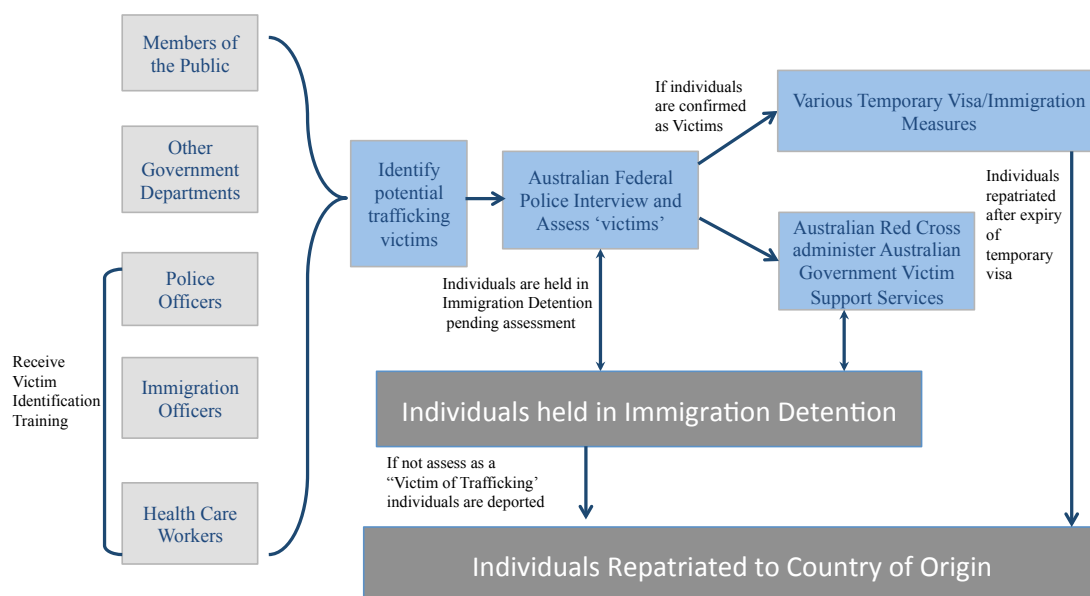 Members of
the Public
Other
Government
Departments
Police
Officers
Immigration
Officers
Health Care
Workers
Receive
Victim
Identification
Training
Identify
potential
trafficking
victims
Australian Federal
Police Interview and
Assess ‘victims’
If individuals
are confirmed
as Victims
Various Temporary Visa/Immigration
Measures
Australian Red Cross
administer Australian
Government Victim
Support Services
Individuals
repatriated
after expiry
of
temporary
visa
Individuals are held in
Immigration Detention
pending assessment
Individuals held in Immigration Detention
If not assess as a
“Victim of Trafficking’
individuals are deported
Individuals Repatriated to Country of Origin